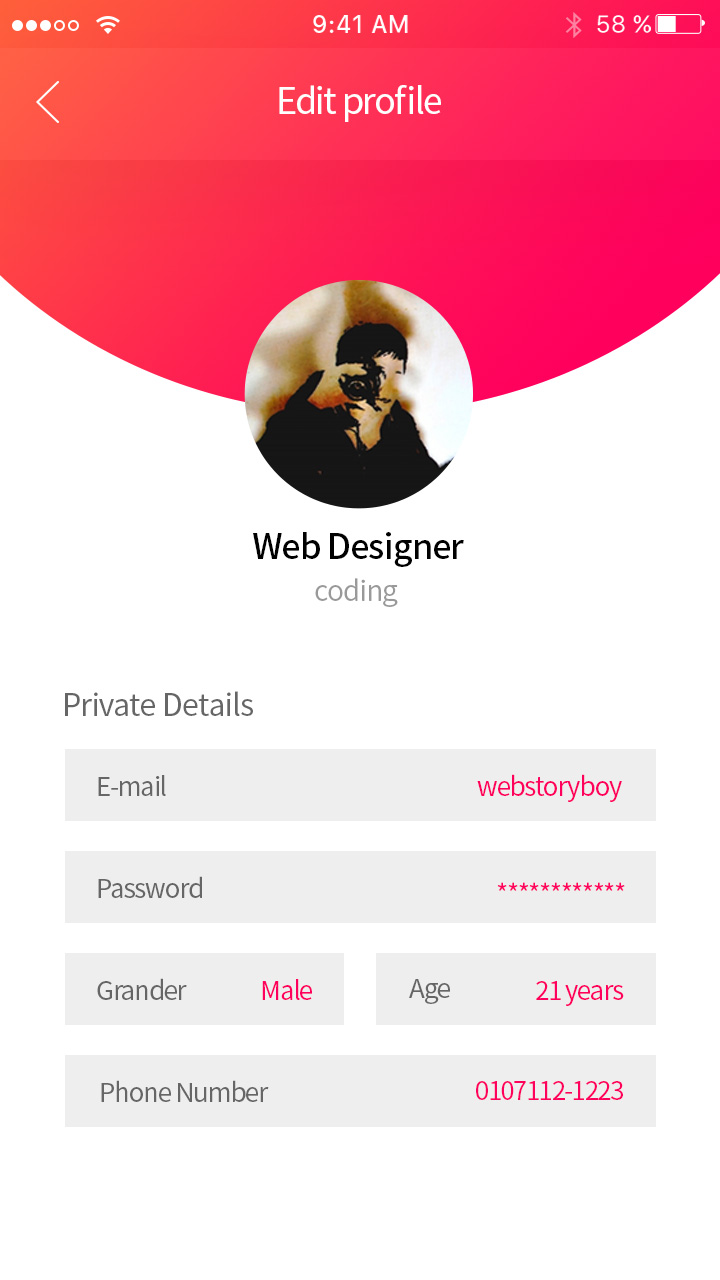 9:41 AM 58 %
Edit profile
Web Designer
coding
Private Details
E-mail webstoryboy
Password ************
Grander Male Age 21 years
Phone Number 0107112-1223